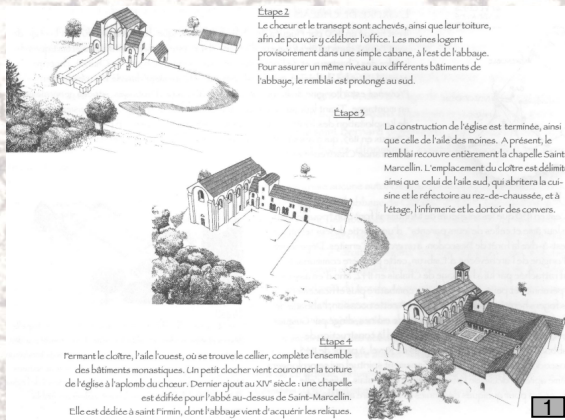 Étape 2
Le chœur et le transept sont achevés, ainsi que leur toiture,
afin de pouvoir y célébrer l'office. Les moines logent
provisoirement dans une simple cabane, à l'est de l'abbaye.
Pour assurer un même niveau aux différents bâtiments de
l'abbaye, le remblai est prolongé au sud.
Étape 3
La construction de l'église est terminée, ainsi
que celle de l'aile des moines. A présent, le
remblai recouvre entièrement la chapelle Saint
Marcellin. L'emplacement du cloître est délimit
ainsi que celui de l'aile sud, qui abritera la cui-
sine et le réfectoire au rez-de-chaussée, et à
l'étage, l'infirmerie et le dortoir des convers.
Étape 4
Fermant le cloître, l'aile l'ouest, où se trouve le cellier, complète l'ensemble
des bâtiments monastiques. Un petit clocher vient couronner la toiture
de l'église à l'aplomb du chœur. Dernier ajout au XIVe siècle : une chapelle
est édifiée pour l'abbé au-dessus de Saint-Marcellin.
Elle est dédiée à saint Firmin, dont l'abbaye vient d'acquérir les reliques.
1